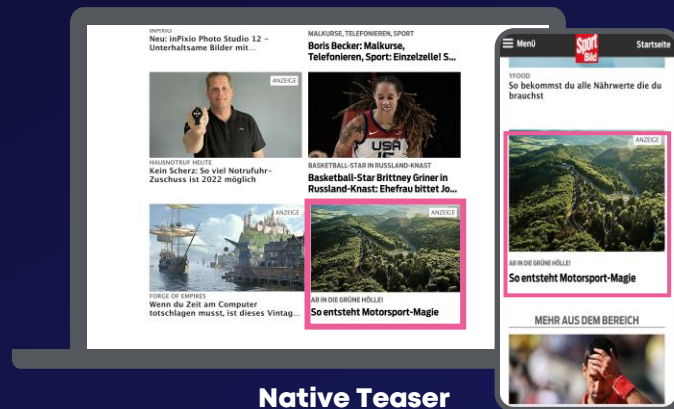 INPIXIO
Neu: inPixio Photo Studio 12 –
Unterhaltsame Bilder mit...
MALKURSE, TELEFONIEREN, SPORT
Boris Becker: Malkurse,
Telefonieren, Sport: Einzelzelle! S...
ANZEIGE
HAUSNOTRUF HEUTE
Kein Scherz: So viel Notrufuhr-
Zuschuss ist 2022 möglich
USA
15
BASKETBALL-STAR IN RUSSLAND-KNAST
Basketball-Star Brittney Griner in
Russland-Knast: Ehefrau bittet Jo...
ANZEIGE
FORGE OF EMPIRES
Wenn du Zeit am Computer
totschlagen musst, ist dieses Vintag...
ANZEIGE
AB IN DIE GRÜNE HÖLLE!
So entsteht Motorsport-Magie
Menü
Sport
Bild
Startseite
YFOOD
So bekommst du alle Nährwerte die du
brauchst
ANZEIGE
AB IN DIE GRÜNE HÖLLE!
So entsteht Motorsport-Magie
MEHR AUS DEM BEREICH
Native Teaser